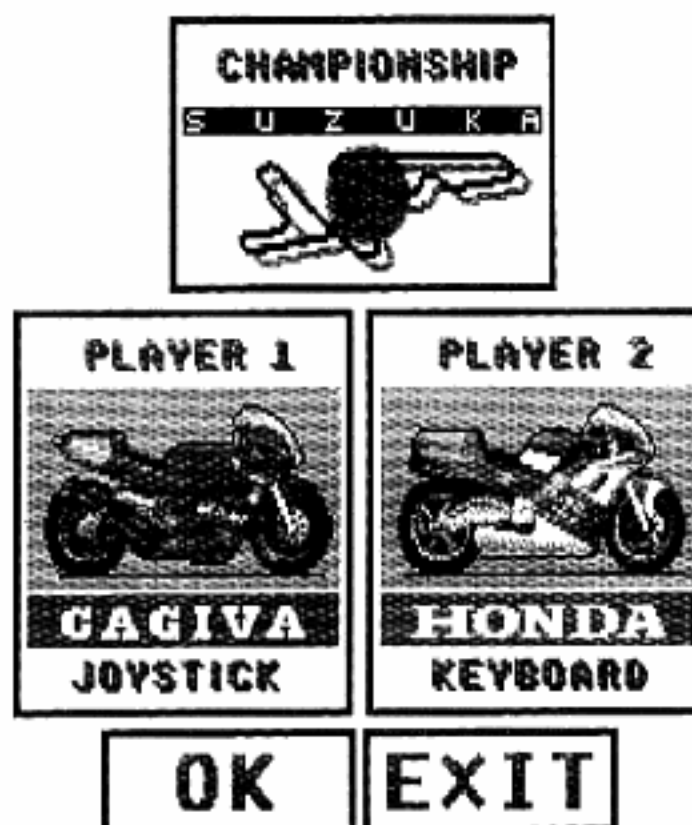 CHAMPIONSHIP
S U Z U K A
PLAYER 1
CAGIVA
JOYSTICK
PLAYER 2
HONDA
KEYBOARD
OK
EXIT